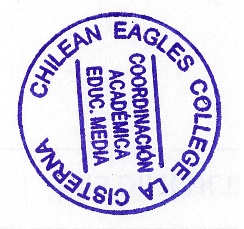 CHILEAN EAGLES COLLEGE LA CISTERNA
COORDINACIÓN
ACADÉMICA
EDUC. MEDIA